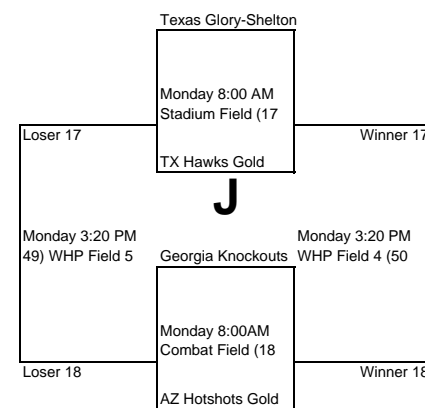 Texas Glory-Shelton
Monday 8:00 AM
Stadium Field (17
Loser 17
Winner 17
TX Hawks Gold
J
Monday 3:20 PM
49) WHP Field 5
Georgia Knockouts
Monday 3:20 PM
WHP Field 4 (50
Monday 8:00AM
Combat Field (18
Loser 18
Winner 18
AZ Hotshots Gold